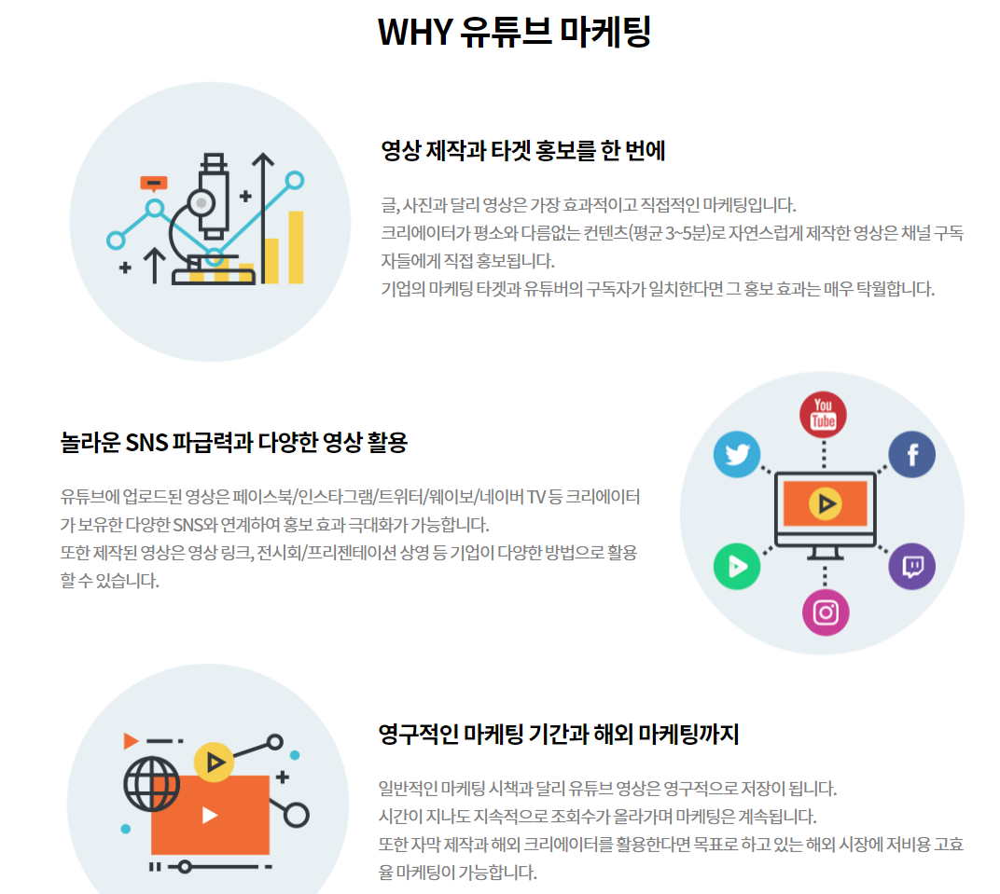 WHY 유튜브 마케팅
영상 제작과 타겟 홍보를 한 번에
글, 사진과 달리 영상은 가장 효과적이고 직접적인 마케팅입니다.
크리에이터가 평소와 다름없는 컨텐츠(평균 3~5분)로 자연스럽게 제작한 영상은 채널 구독
자들에게 직접 홍보됩니다.
기업의 마케팅 타겟과 유튜버의 구독자가 일치한다면 그 홍보 효과는 매우 탁월합니다.
놀라운 SNS 파급력과 다양한 영상 활용
유튜브에 업로드된 영상은 페이스북/인스타그램/트위터/웨이보/네이버 TV 등 크리에이터
가 보유한 다양한 SNS와 연계하여 홍보 효과 극대화가 가능합니다.
또한 제작된 영상은 영상 링크, 전시회/프리젠테이션 상영 등 기업이 다양한 방법으로 활용
할 수 있습니다.
You
Tube
영구적인 마케팅 기간과 해외 마케팅까지
일반적인 마케팅 시책과 달리 유튜브 영상은 영구적으로 저장이 됩니다.
시간이 지나도 지속적으로 조회수가 올라가며 마케팅은 계속됩니다.
또한 자막 제작과 해외 크리에이터를 활용한다면 목표로 하고 있는 해외 시장에 저비용 고효
율 마케팅이 가능합니다.